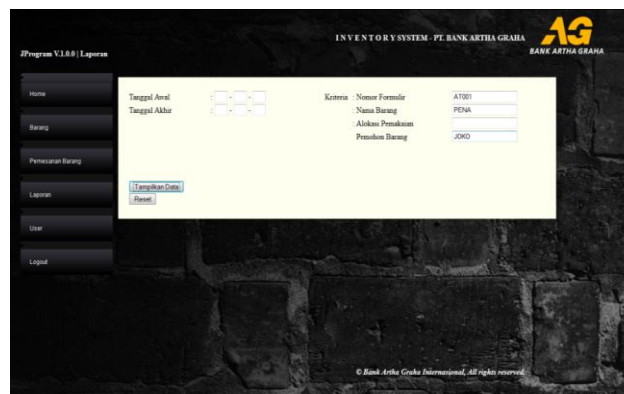 I N V E N T O R Y SYSTEM - PT. BANK ARTHA GRAHA
AG
BANK ARTHA GRAHA
JProgram V.1.0.0 | Laporan
Home
Barang
Pemesanan Barang
Laporan
User
Logout
Tanggal Awal : - -
Tanggal Akhir : - -
Kriteria : Nomor Formulir AT001
: Nama Barang PENA
: Alokasi Pemakaian
Pemohon Barang JOKO
Tampilkan Data
Reset
© Bank Artha Graha Internasional, All rights reserved.